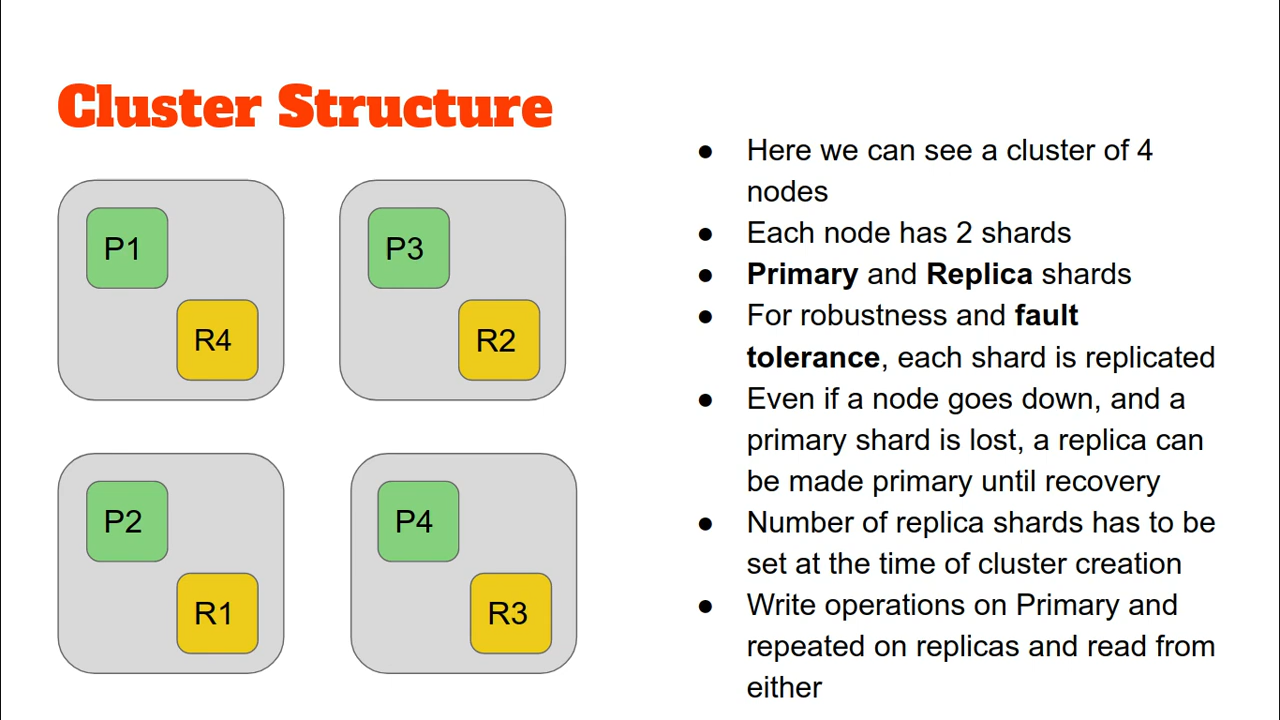 Cluster Structure
P1
R4
P3
R2
P2
R1
P4
R3
● Here we can see a cluster of 4
nodes
● Each node has 2 shards
● Primary and Replica shards
● For robustness and fault
tolerance, each shard is replicated
● Even if a node goes down, and a
primary shard is lost, a replica can
be made primary until recovery
● Number of replica shards has to be
set at the time of cluster creation
● Write operations on Primary and
repeated on replicas and read from
either